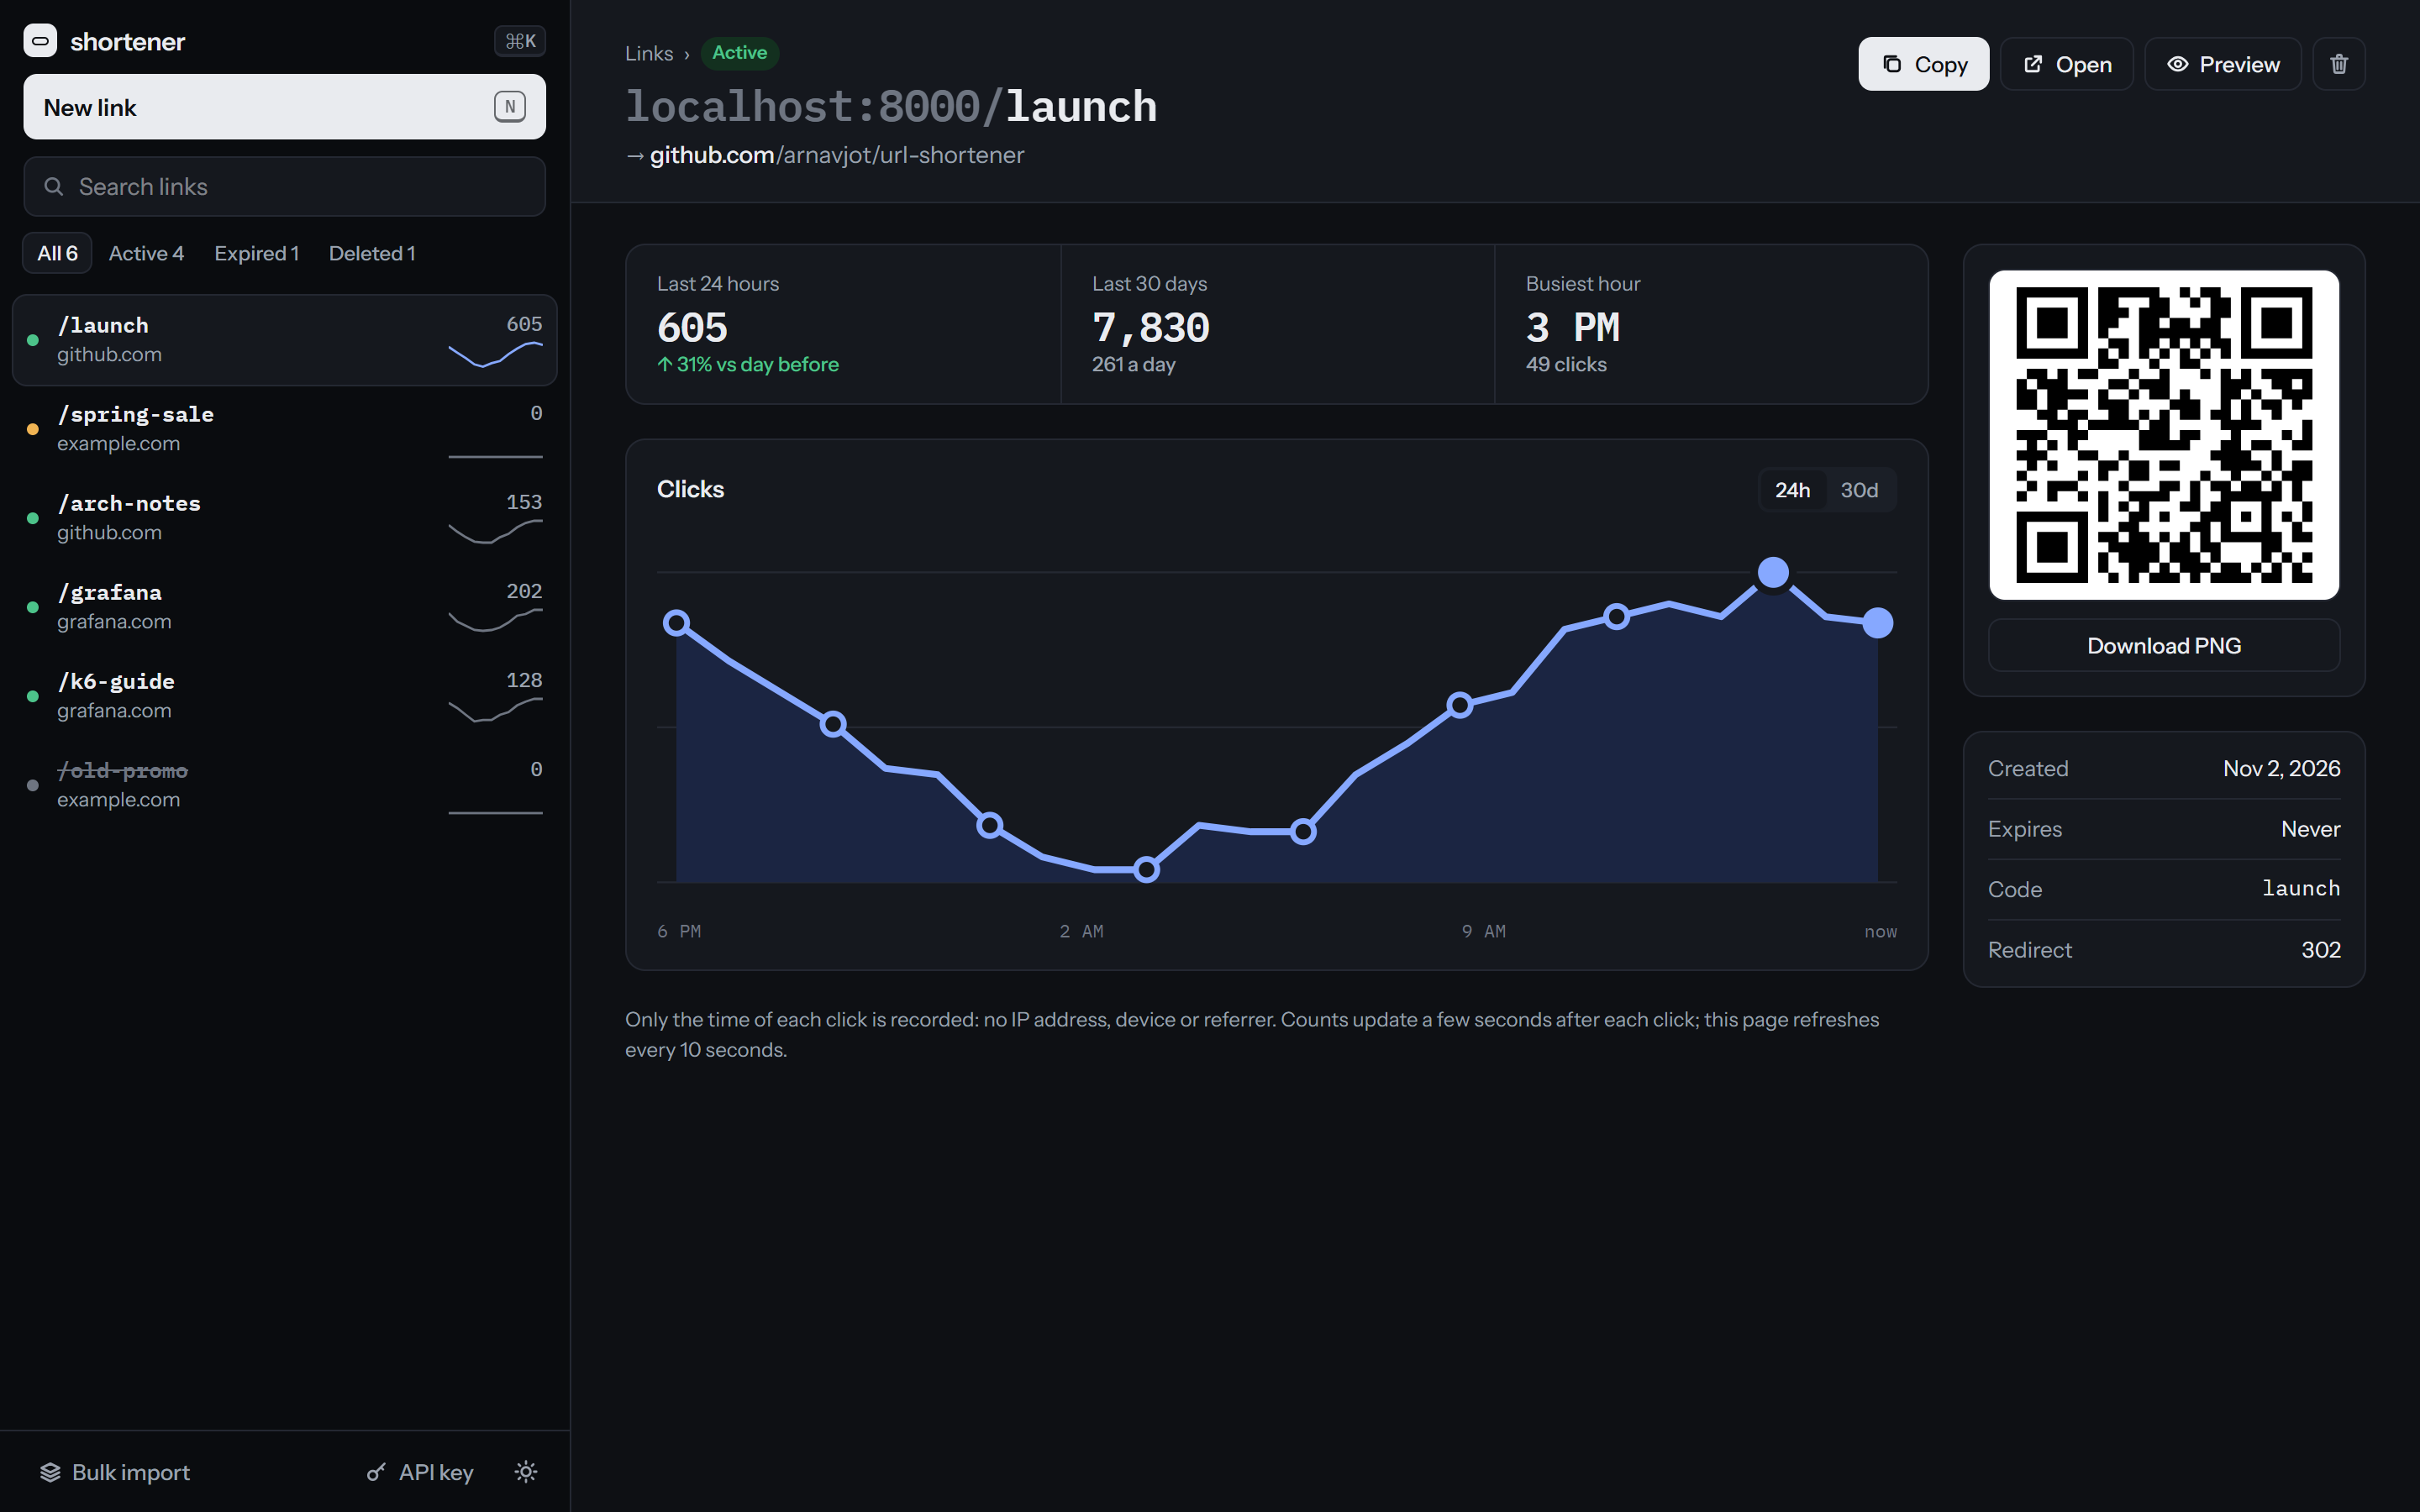 shortener ⌘K
New link N
Search links
All 6 Active 4 Expired 1 Deleted 1
/launch 605
github.com
/spring-sale 0
example.com
/arch-notes 153
github.com
/grafana 202
grafana.com
/k6-guide 128
grafana.com
/old-promo 0
example.com
Bulk import API key
Links › Active
localhost:8000/launch
→ github.com/arnavjot/url-shortener
Copy Open Preview
Last 24 hours
605
↑ 31% vs day before
Last 30 days
7,830
261 a day
Busiest hour
3 PM
49 clicks
Clicks 24h 30d
6 PM 2 AM 9 AM now
Only the time of each click is recorded: no IP address, device or referrer. Counts update a few seconds after each click; this page refreshes
every 10 seconds.
Download PNG
Created Nov 2, 2026
Expires Never
Code launch
Redirect 302